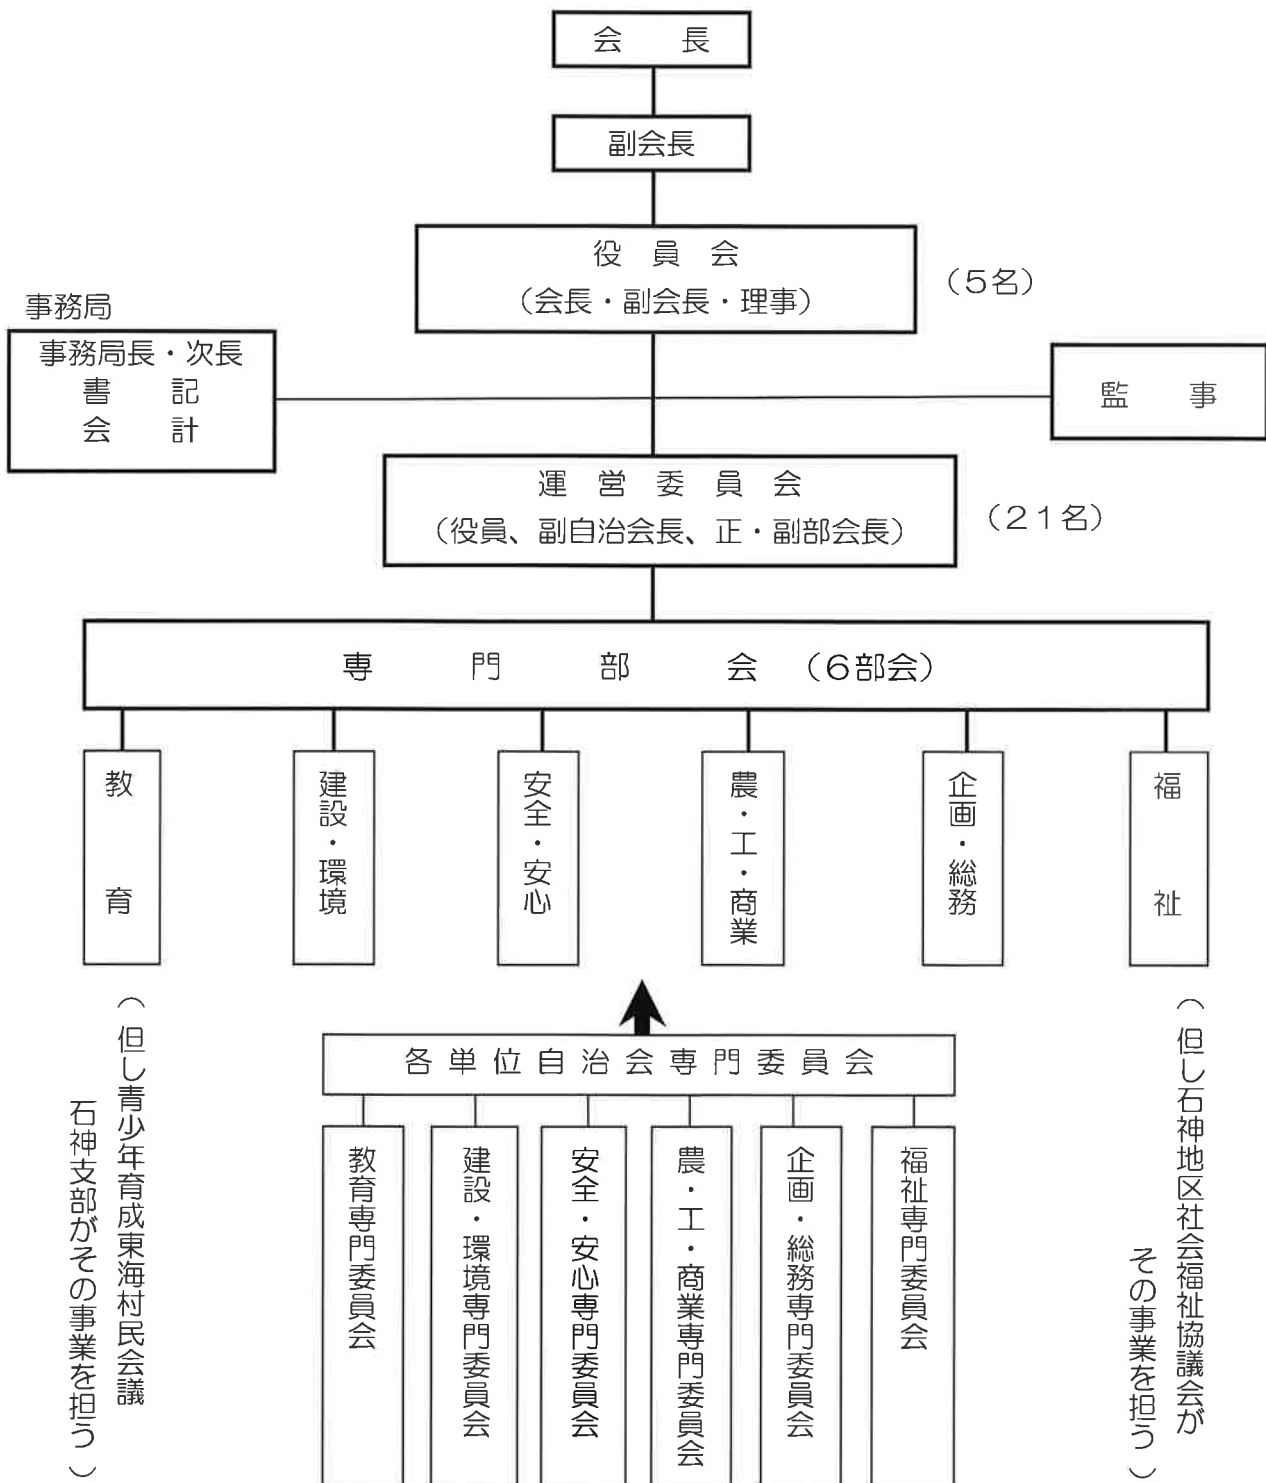 会　長
副会長
役　員　会
（会長・副会長・理事）
（５名）
事務局
事務局長・次長
書　　記
会　　計
監　事
運　営　委　員　会
（役員、副自治会長、正・副部会長）
（２１名）
専　　門　　部　　会　（６部会）
教　育
建設・環境
安全・安心
農・工・商業
企画・総務
福　祉
（但し青少年育成東海村民会議
石神支部がその事業を担う）
（但し石神地区社会福祉協議会が
その事業を担う）
各単位自治会専門委員会
教育専門委員会
建設・環境専門委員会
安全・安心専門委員会
農・工・商業専門委員会
企画・総務専門委員会
福祉専門委員会